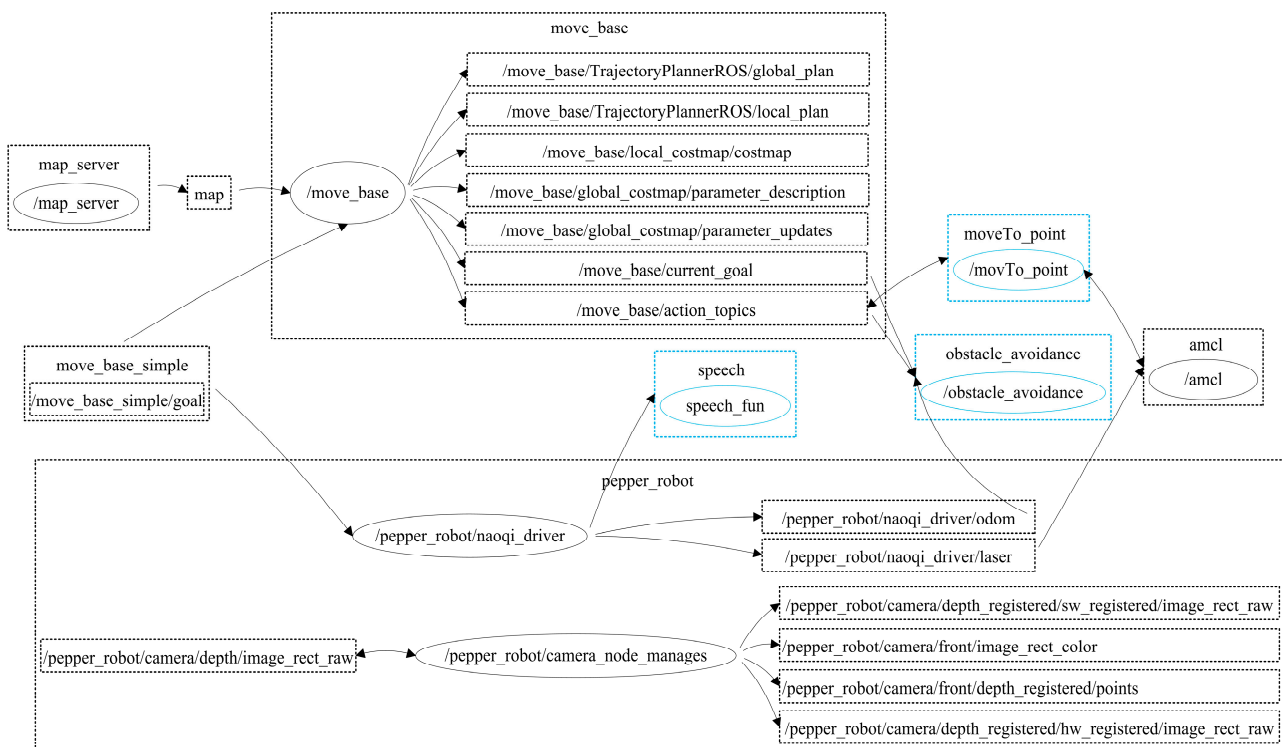 move_base
/move_base/TrajectoryPlannerROS/global_plan
/move_base/TrajectoryPlannerROS/local_plan
/move_base/local_costmap/costmap
/move_base/global_costmap/parameter_description
/move_base/global_costmap/parameter_updates
/move_base/current_goal
/move_base/action_topics
map_server
/map_server
map
/move_base
moveTo_point
/movTo_point
move_base_simple
/move_base_simple/goal
speech
speech_fun
obstacle_avoidance
/obstacle_avoidance
amcl
/amcl
pepper_robot
/pepper_robot/naoqi_driver
/pepper_robot/naoqi_driver/odom
/pepper_robot/naoqi_driver/laser
/pepper_robot/camera/depth/image_rect_raw
/pepper_robot/camera_node_manages
/pepper_robot/camera/depth_registered/sw_registered/image_rect_raw
/pepper_robot/camera/front/image_rect_color
/pepper_robot/camera/front/depth_registered/points
/pepper_robot/camera/depth_registered/hw_registered/image_rect_raw